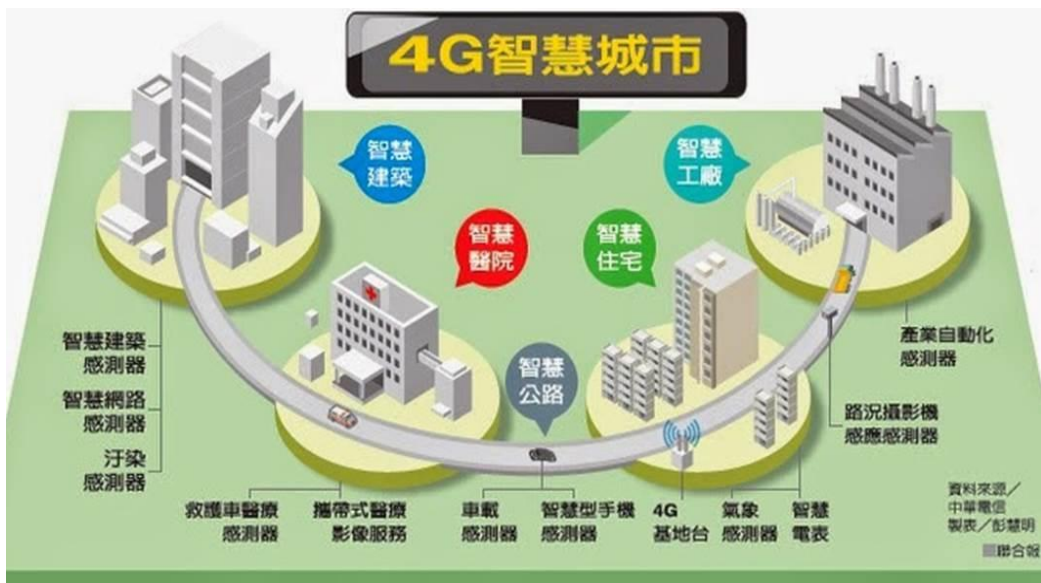 4G智慧城市
智慧
建築
智慧
工廠
智慧
醫院
智慧
住宅
智慧
公路
智慧建築
感測器
智慧網路
感測器
汙染
感測器
救護車醫療
感測器
攜帶式醫療
影像服務
車載
感測器
智慧型手機
感測器
4G
基地台
氣象
感測器
智慧
電表
產業自動化
感測器
路況攝影機
感應感測器
資料來源／
中華電信
製表／彭慧明
聯合報